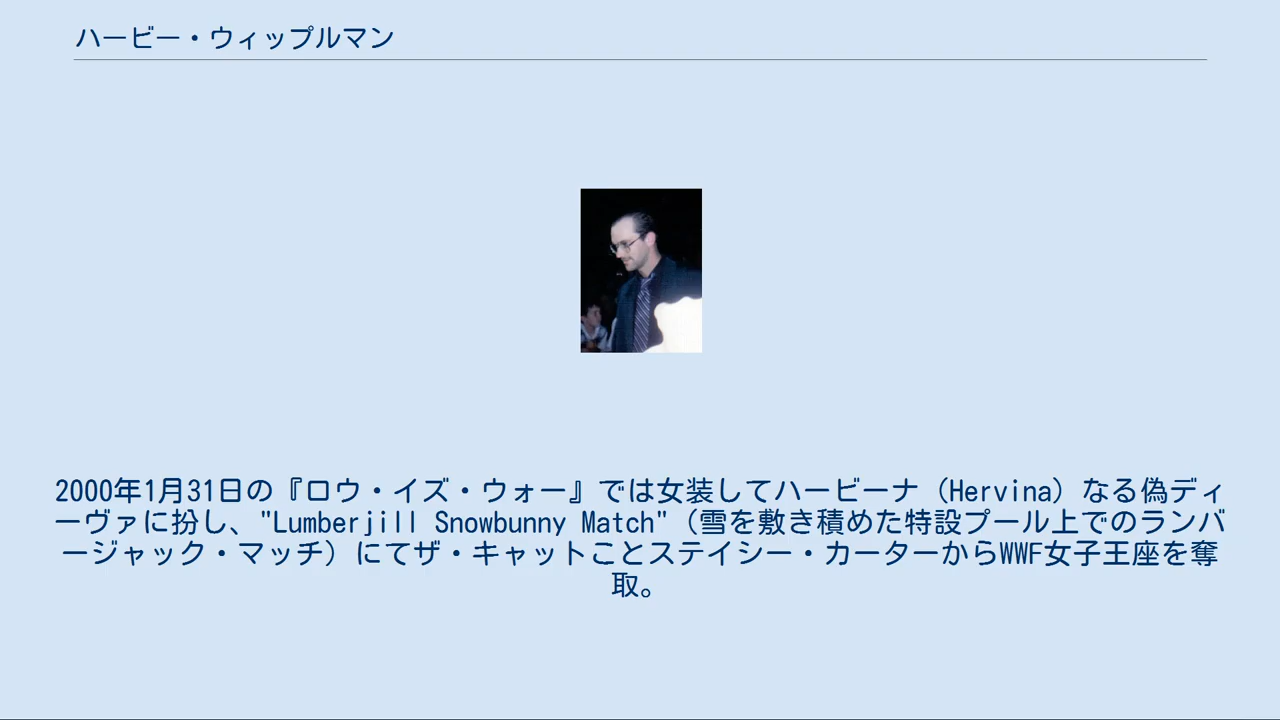 ハービー・ウィップルマン
2000年1月31日の『ロウ・イズ・ウォー』では女装してハービーナ（Hervina）なる偽ディ
ーヴァに扮し、"Lumberjill Snowbunny Match"（雪を敷き積めた特設プール上でのランバ
ージャック・マッチ）にてザ・キャットことステイシー・カーターからWWF女子王座を奪
取。